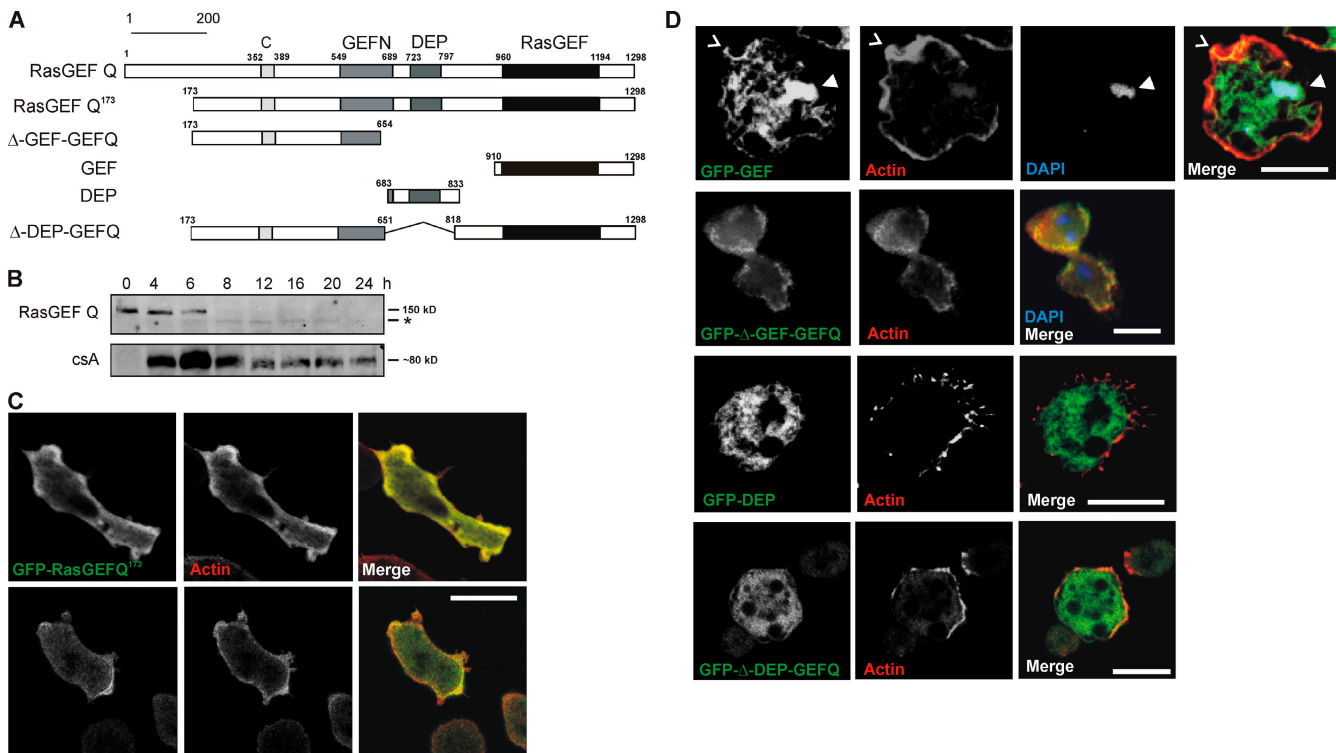 A
1 200
C GEFN DEP RasGEF
1 352 389 549 689 723 797 960 1194 1298
RasGEF Q
173 1298
RasGEF Q173
173 654
Δ-GEF-GEFQ
910 1298
GEF
683 833
DEP
173 651 818 1298
Δ-DEP-GEFQ
B
0 4 6 8 12 16 20 24 h
RasGEF Q 150 kD
*
csA ~80 kD
C
GFP-RasGEFQ173 Actin Merge
D
GFP-GEF Actin DAPI Merge
GFP-Δ-GEF-GEFQ Actin DAPI
Merge
GFP-DEP Actin Merge
GFP-Δ-DEP-GEFQ Actin Merge